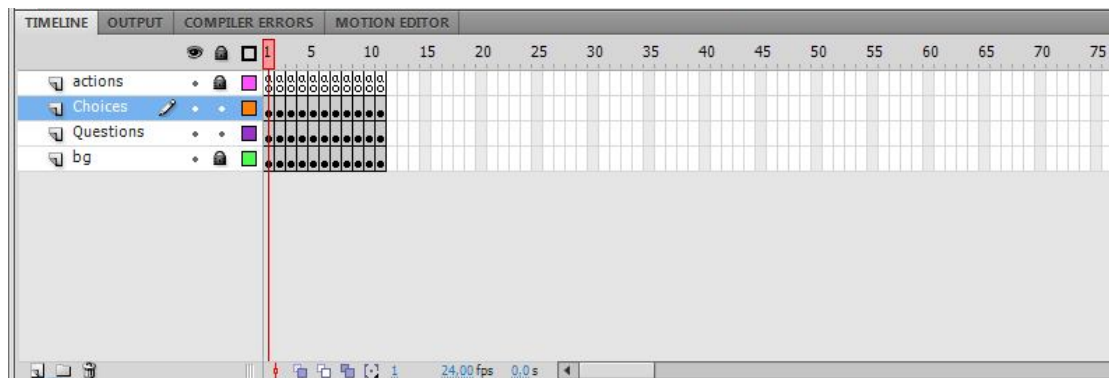 TIMELINE OUTPUT COMPILER ERRORS MOTION EDITOR
1 5 10 15 20 25 30 35 40 45 50 55 60 65 70 75
actions
a a a a a a a a a a a
Choices
Questions
bg
1 24,00 fps 0,0 s